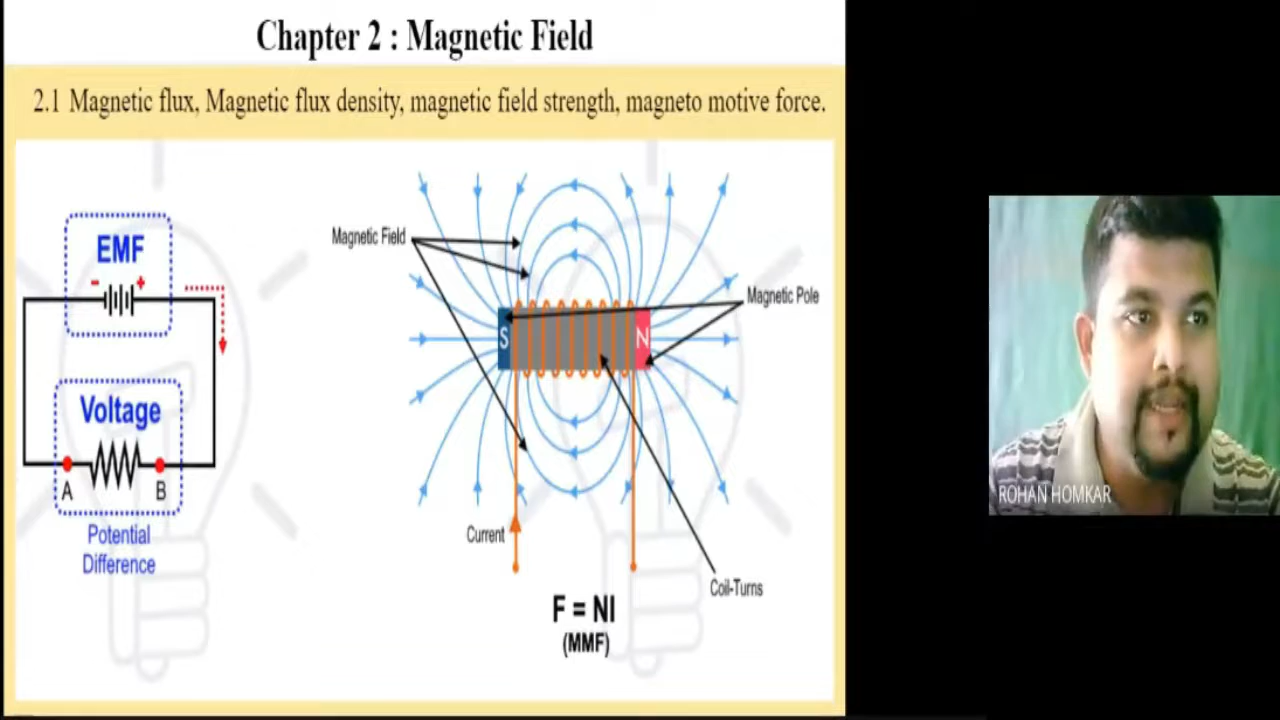 Chapter 2 : Magnetic Field
2.1 Magnetic flux, Magnetic flux density, magnetic field strength, magneto motive force.
EMF
- +
Voltage
A B
Potential
Difference
Magnetic Field
Magnetic Pole
S N
Current
Coil-Turns
F = NI
(MMF)
ROHAN HOMKAR